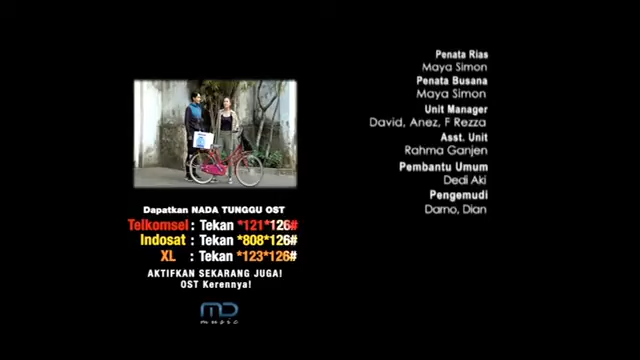 Dapatkan NADA TUNGGU OST
Telkomsel : Tekan *121*126#
Indosat : Tekan *808*126#
XL : Tekan *123*126#
AKTIFKAN SEKARANG JUGA!
OST Kerennya!
MD
music
Penata Rias
Maya Simon
Penata Busana
Maya Simon
Unit Manager
David, Anez, F Rezza
Asst. Unit
Rahma Ganjen
Pembantu Umum
Dedi Aki
Pengemudi
Darno, Dian